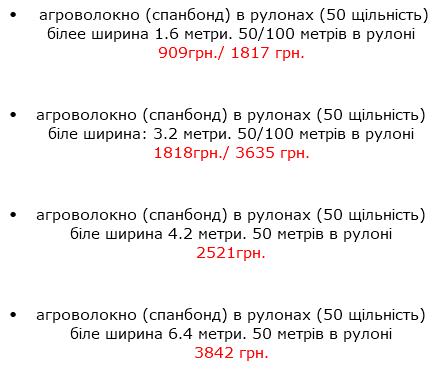 • агроволокно (спанбонд) в рулонах (50 щільність)
білее ширина 1.6 метри. 50/100 метрів в рулоні
909грн./ 1817 грн.
• агроволокно (спанбонд) в рулонах (50 щільність)
біле ширина: 3.2 метри. 50/100 метрів в рулоні
1818грн./ 3635 грн.
• агроволокно (спанбонд) в рулонах (50 щільність)
біле ширина 4.2 метри. 50 метрів в рулоні
2521грн.
• агроволокно (спанбонд) в рулонах (50 щільність)
біле ширина 6.4 метри. 50 метрів в рулоні
3842 грн.